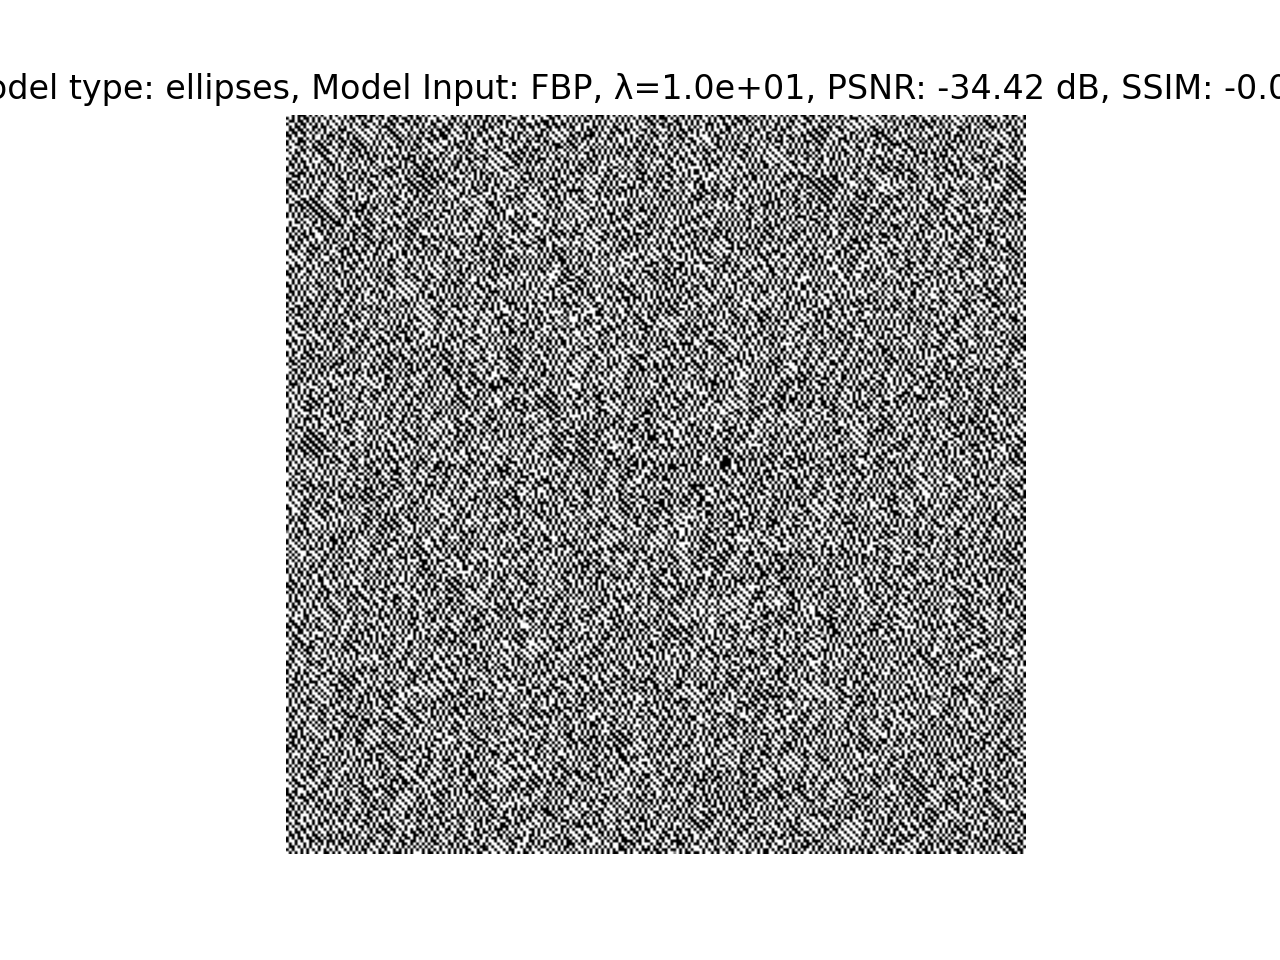 odel type: ellipses, Model Input: FBP, λ=1.0e+01, PSNR: -34.42 dB, SSIM: -0.0